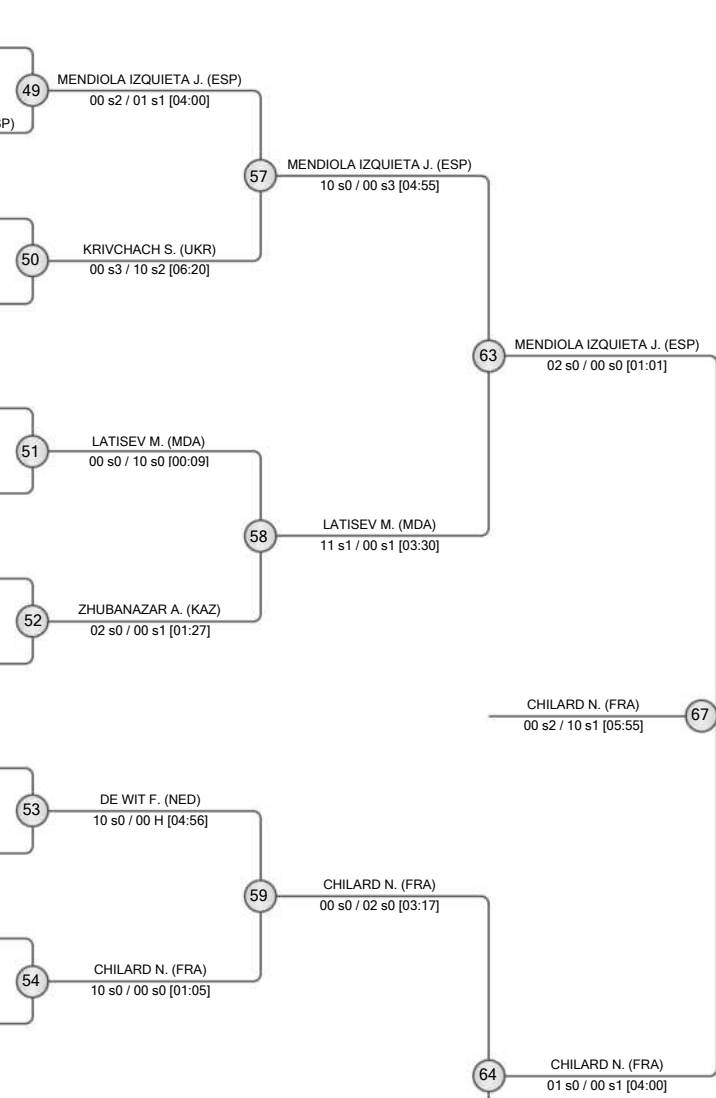 49
MENDIOLA IZQUIETA J. (ESP)
00 s2 / 01 s1 [04:00]
P)
57
MENDIOLA IZQUIETA J. (ESP)
10 s0 / 00 s3 [04:55]
50
KRIVCHACH S. (UKR)
00 s3 / 10 s2 [06:20]
63
MENDIOLA IZQUIETA J. (ESP)
02 s0 / 00 s0 [01:01]
51
LATISEV M. (MDA)
00 s0 / 10 s0 [00:09]
58
LATISEV M. (MDA)
11 s1 / 00 s1 [03:30]
52
ZHUBANAZAR A. (KAZ)
02 s0 / 00 s1 [01:27]
CHILARD N. (FRA)
00 s2 / 10 s1 [05:55]
67
53
DE WIT F. (NED)
10 s0 / 00 H [04:56]
59
CHILARD N. (FRA)
00 s0 / 02 s0 [03:17]
54
CHILARD N. (FRA)
10 s0 / 00 s0 [01:05]
64
CHILARD N. (FRA)
01 s0 / 00 s1 [04:00]